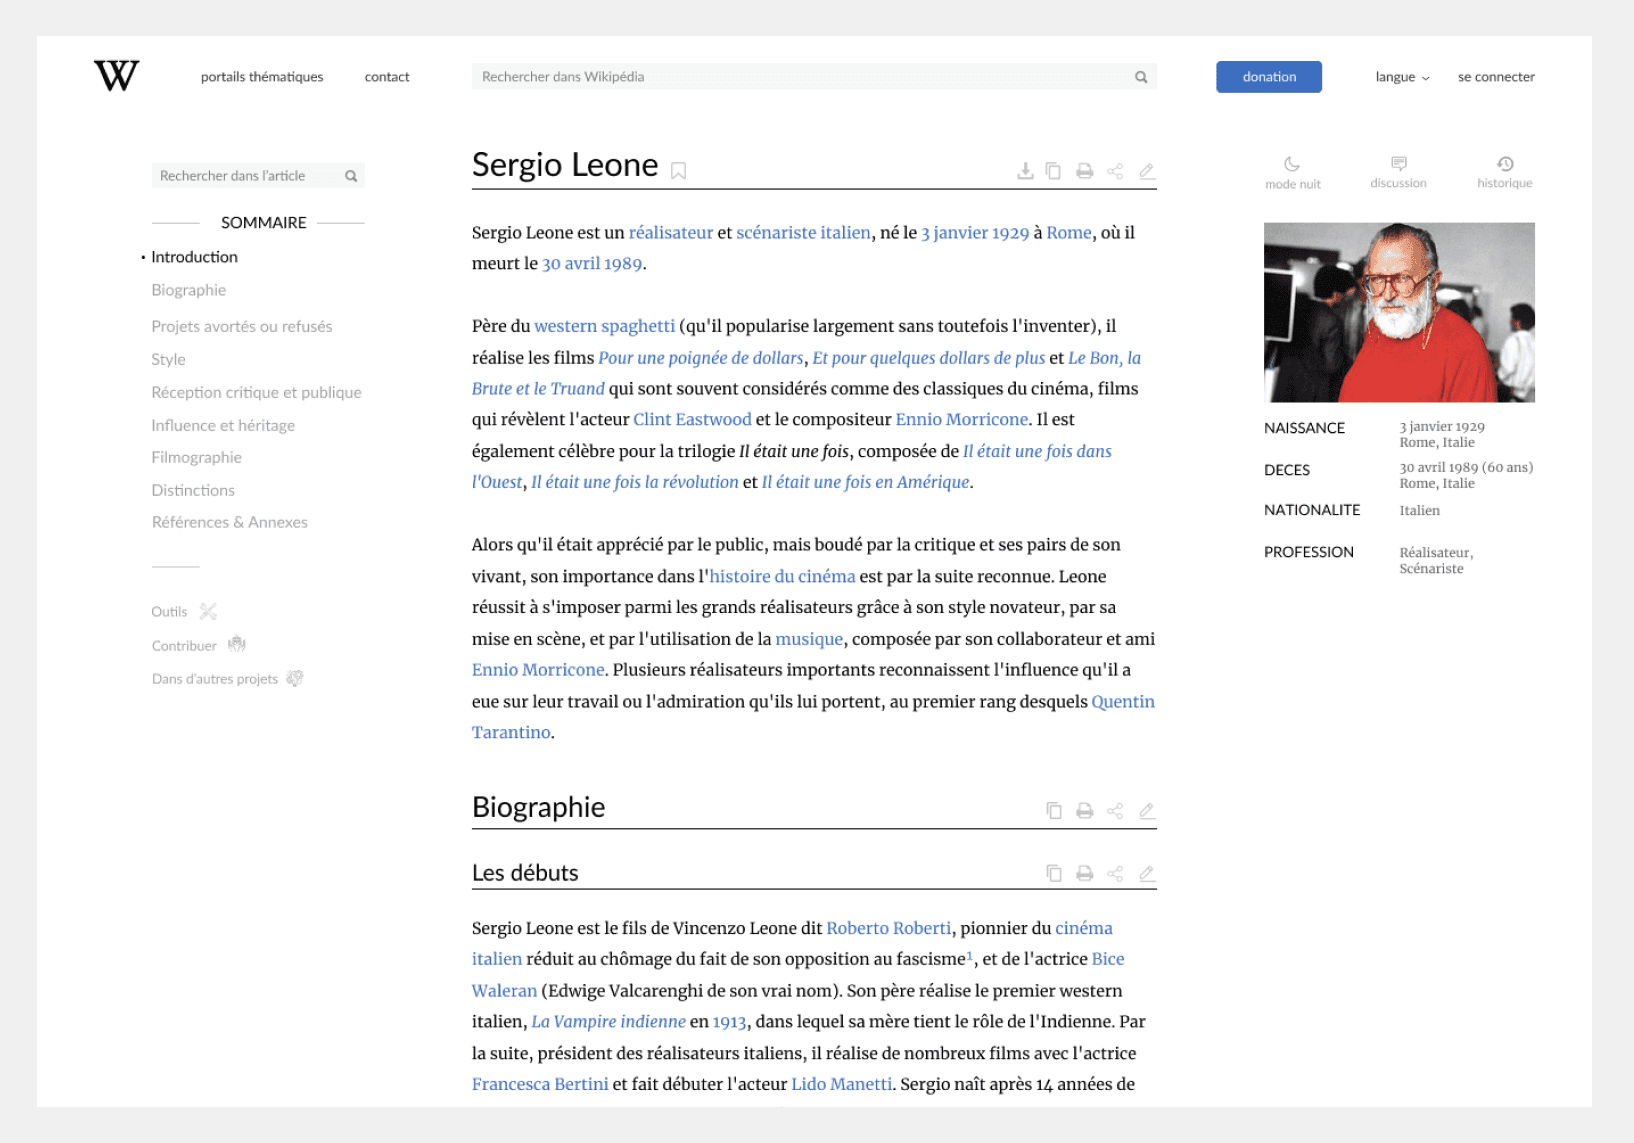 W
portails thématiques
contact
Rechercher dans Wikipédia
donation
langue
se connecter
Rechercher dans l'article
SOMMAIRE
• Introduction
Biographie
Projets avortés ou refusés
Style
Réception critique et publique
Influence et héritage
Filmographie
Distinctions
Références & Annexes
Outils
Contribuer
Dans d'autres projets
Sergio Leone
Sergio Leone est un réalisateur et scénariste italien, né le 3 janvier 1929 à Rome, où il
meurt le 30 avril 1989.
Père du western spaghetti (qu'il popularise largement sans toutefois l'inventer), il
réalise les films Pour une poignée de dollars, Et pour quelques dollars de plus et Le Bon, la
Brute et le Truand qui sont souvent considérés comme des classiques du cinéma, films
qui révèlent l'acteur Clint Eastwood et le compositeur Ennio Morricone. Il est
également célèbre pour la trilogie Il était une fois, composée de Il était une fois dans
l'Ouest, Il était une fois la révolution et Il était une fois en Amérique.
Alors qu'il était apprécié par le public, mais boudé par la critique et ses pairs de son
vivant, son importance dans l'histoire du cinéma est par la suite reconnue. Leone
réussit à s'imposer parmi les grands réalisateurs grâce à son style novateur, par sa
mise en scène, et par l'utilisation de la musique, composée par son collaborateur et ami
Ennio Morricone. Plusieurs réalisateurs importants reconnaissent l'influence qu'il a
eue sur leur travail ou l'admiration qu'ils lui portent, au premier rang desquels Quentin
Tarantino.
Biographie
Les débuts
Sergio Leone est le fils de Vincenzo Leone dit Roberto Roberti, pionnier du cinéma
italien réduit au chômage du fait de son opposition au fascisme¹, et de l'actrice Bice
Waleran (Edwige Valcarenghi de son vrai nom). Son père réalise le premier western
italien, La Vampire indienne en 1913, dans lequel sa mère tient le rôle de l'Indienne. Par
la suite, président des réalisateurs italiens, il réalise de nombreux films avec l'actrice
Francesca Bertini et fait débuter l'acteur Lido Manetti. Sergio naît après 14 années de
mode nuit
discussion
historique
NAISSANCE
3 janvier 1929
Rome, Italie
DECES
30 avril 1989 (60 ans)
Rome, Italie
NATIONALITE
Italien
PROFESSION
Réalisateur,
Scénariste